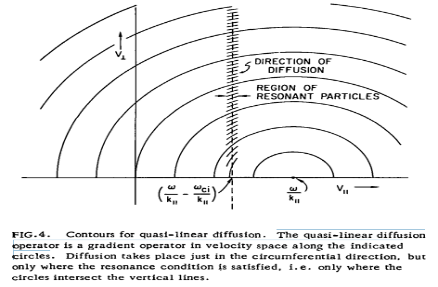 V⊥
DIRECTION OF
DIFFUSION
REGION OF
RESONANT PARTICLES
(ω/k∥ - ωci/k∥)
ω/k∥
V∥
FIG.4. Contours for quasi-linear diffusion. The quasi-linear diffusion
operator is a gradient operator in velocity space along the indicated
circles. Diffusion takes place just in the circumferential direction, but
only where the resonance condition is satisfied, i.e. only where the
circles intersect the vertical lines.